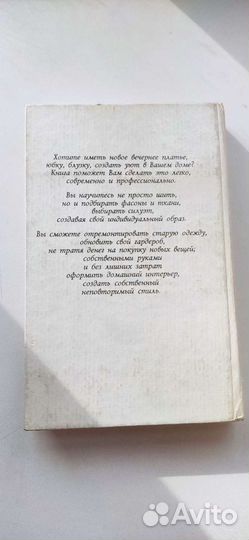 Хотите иметь новое вечернее платье,
юбку, блузку, создать уют в Вашем доме?
Книга поможет Вам сделать это легко,
современно и профессионально.
Вы научитесь не просто шить,
но и подбирать фасоны и ткани,
выбирать силуэт,
создавая свой индивидуальный образ.
Вы сможете отремонтировать старую одежду,
обновить свой гардероб,
не тратя денег на покупку новых вещей;
собственными руками
и без лишних затрат
оформить домашний интерьер,
создать собственный
неповторимый стиль.
Avito